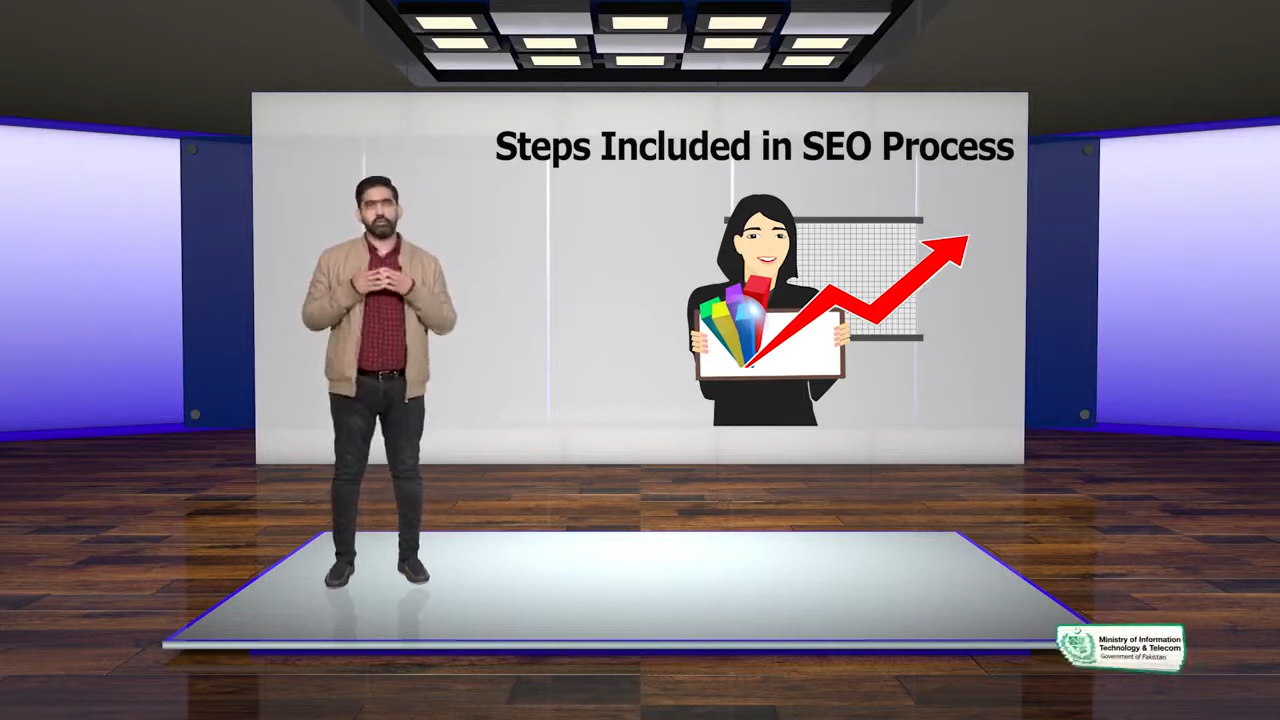 Steps Included in SEO Process
Ministry of Information
Technology & Telecom
Government of Pakistan